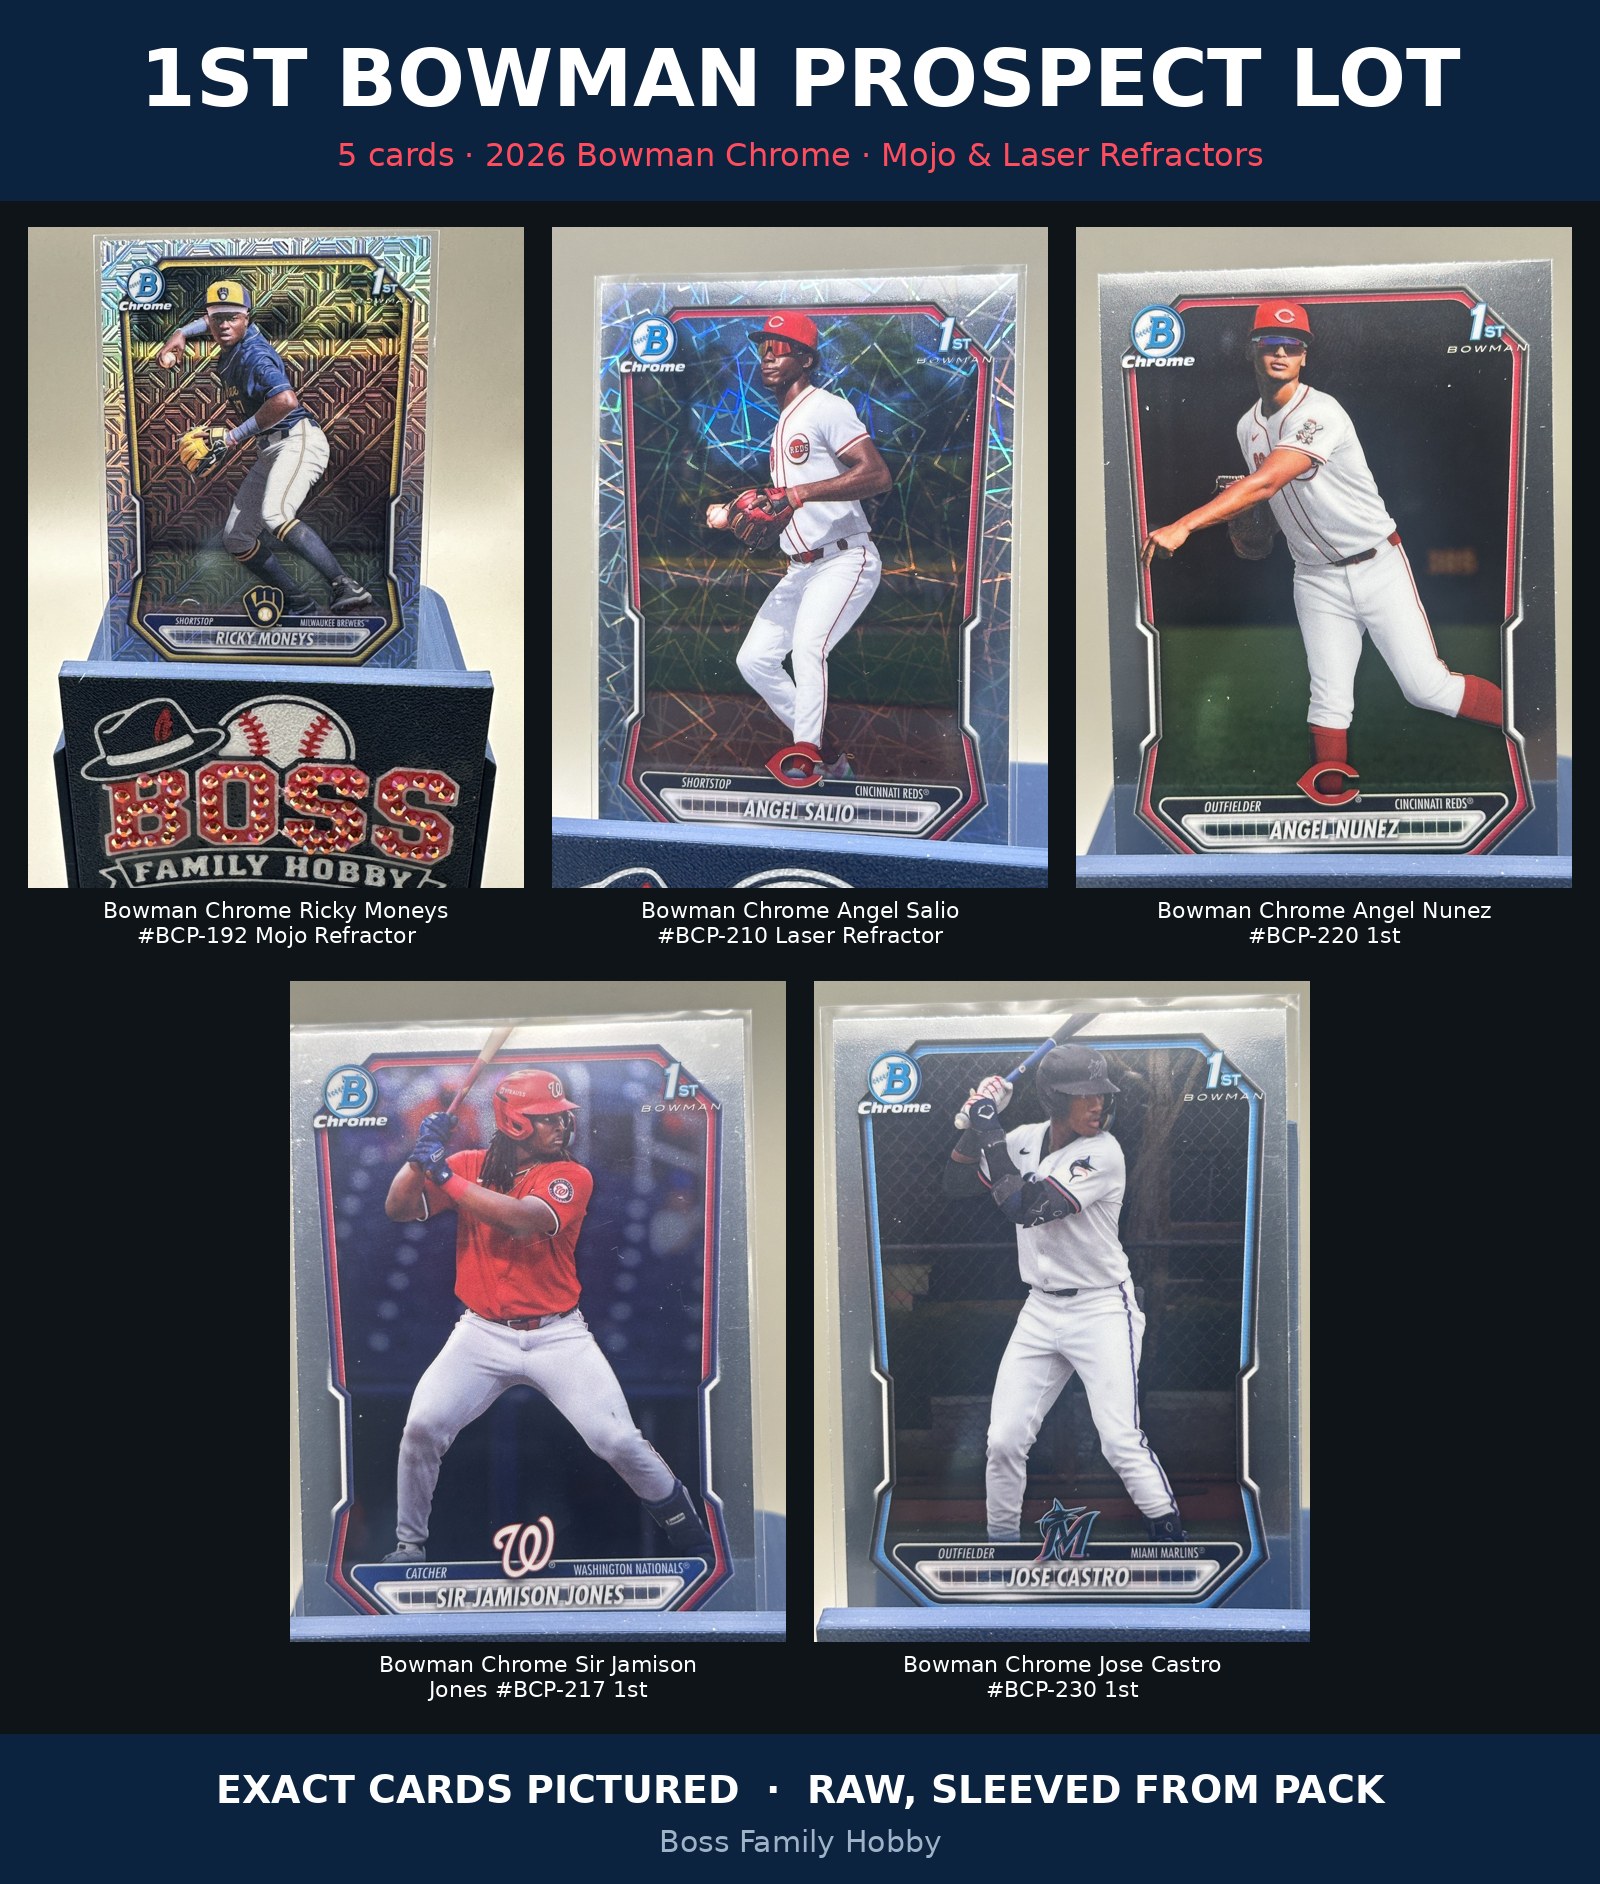 1ST BOWMAN PROSPECT LOT
5 cards · 2026 Bowman Chrome · Mojo & Laser Refractors
B
Chrome
1ST
BOWMAN
SHORTSTOP
MILWAUKEE BREWERS™
RICKY MONEYS
BOSS
FAMILY HOBBY
Bowman Chrome Ricky Moneys
#BCP-192 Mojo Refractor
B
Chrome
1ST
BOWMAN
C
REDS
SHORTSTOP
CINCINNATI REDS®
ANGEL SALIO
Bowman Chrome Angel Salio
#BCP-210 Laser Refractor
B
Chrome
1ST
BOWMAN
C
OUTFIELDER
CINCINNATI REDS®
ANGEL NUNEZ
Bowman Chrome Angel Nunez
#BCP-220 1st
B
Chrome
1ST
BOWMAN
W
CATCHER
WASHINGTON NATIONALS®
SIR JAMISON JONES
Bowman Chrome Sir Jamison
Jones #BCP-217 1st
B
Chrome
1ST
BOWMAN
M
OUTFIELDER
MIAMI MARLINS®
JOSE CASTRO
Bowman Chrome Jose Castro
#BCP-230 1st
EXACT CARDS PICTURED · RAW, SLEEVED FROM PACK
Boss Family Hobby